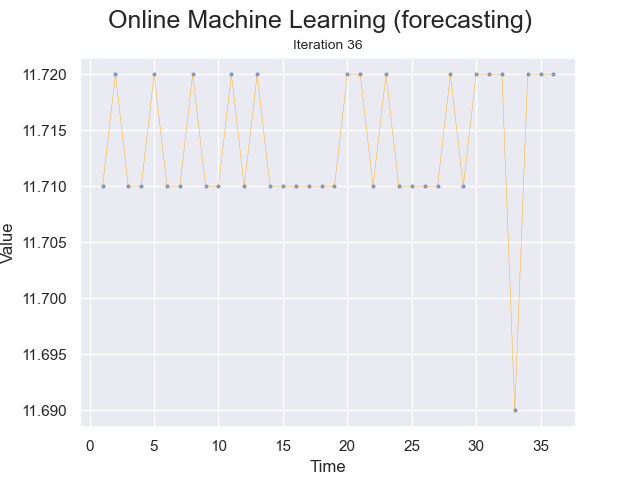 Online Machine Learning (forecasting)
Iteration 36
11.720
11.715
11.710
11.705
11.700
11.695
11.690
Value
0 5 10 15 20 25 30 35
Time